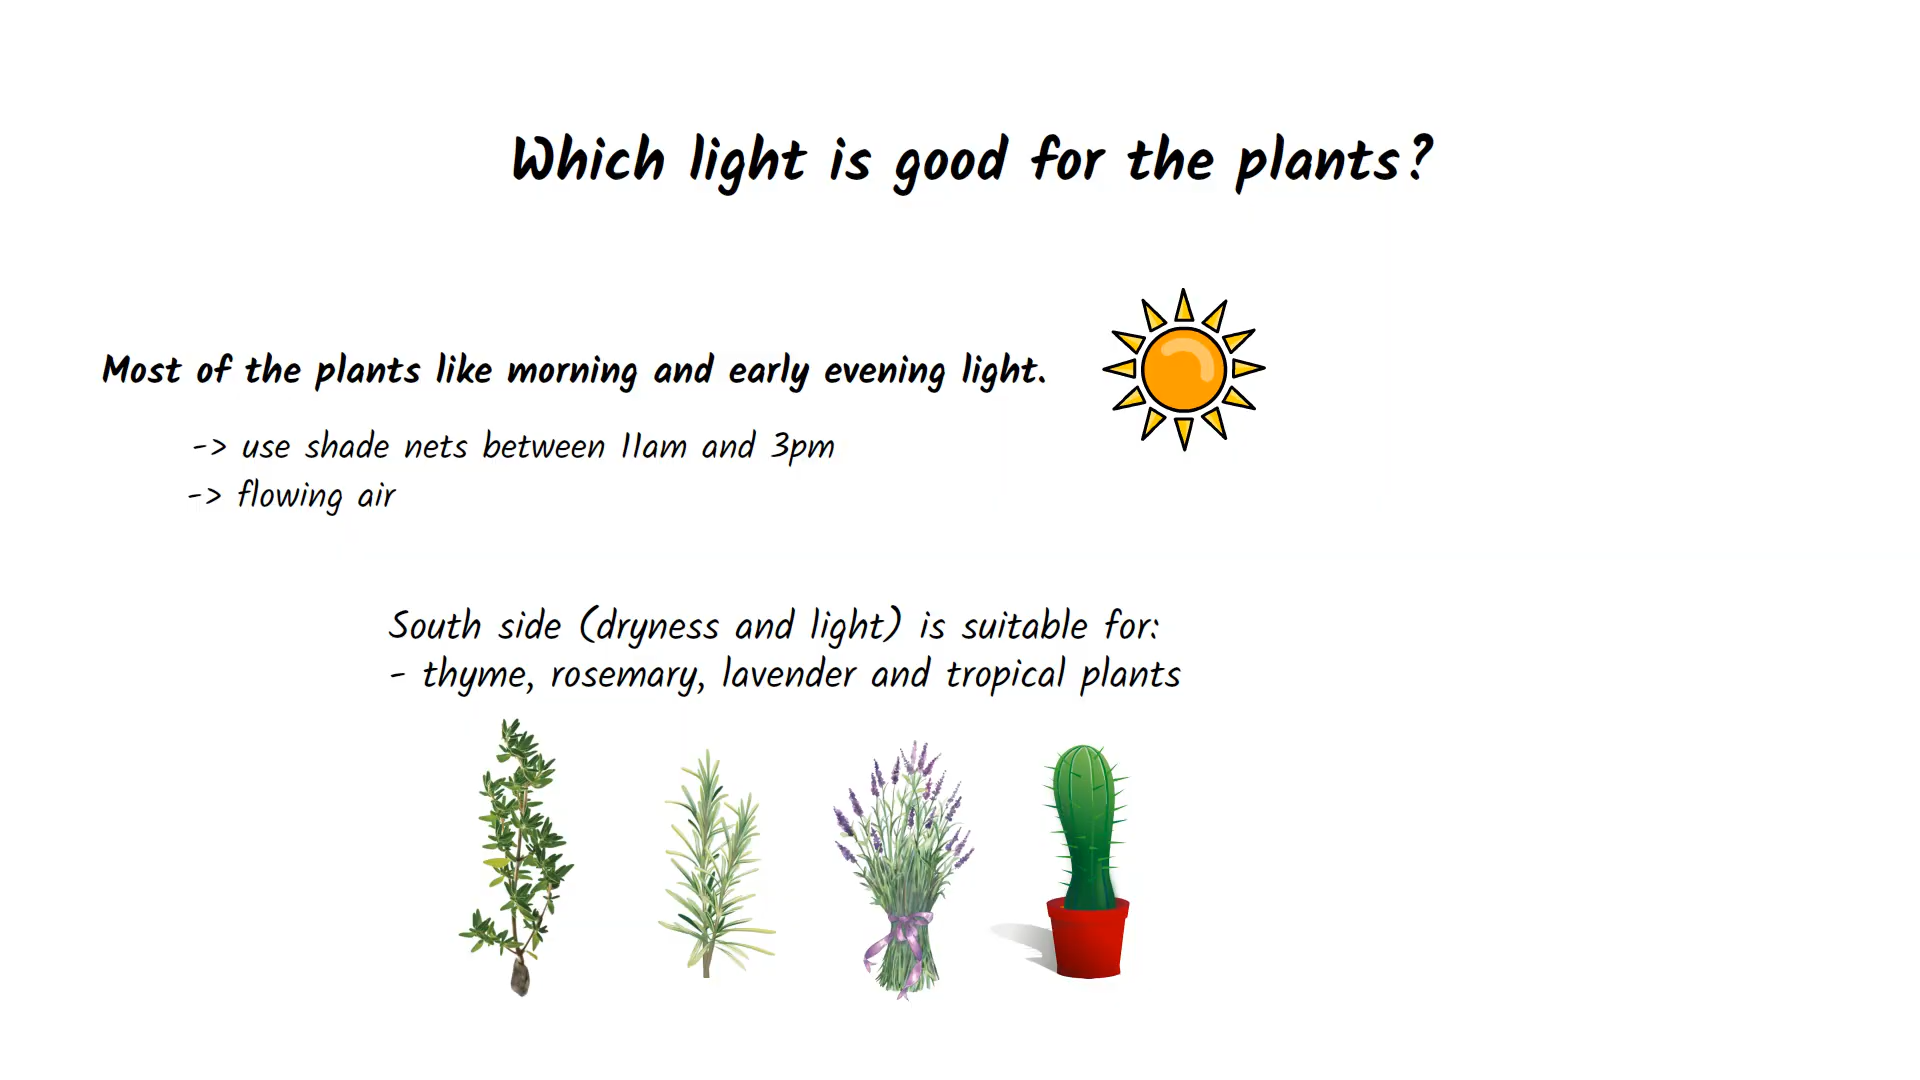 Which light is good for the plants?
Most of the plants like morning and early evening light.
-> use shade nets between 11am and 3pm
-> flowing air
South side (dryness and light) is suitable for:
- thyme, rosemary, lavender and tropical plants